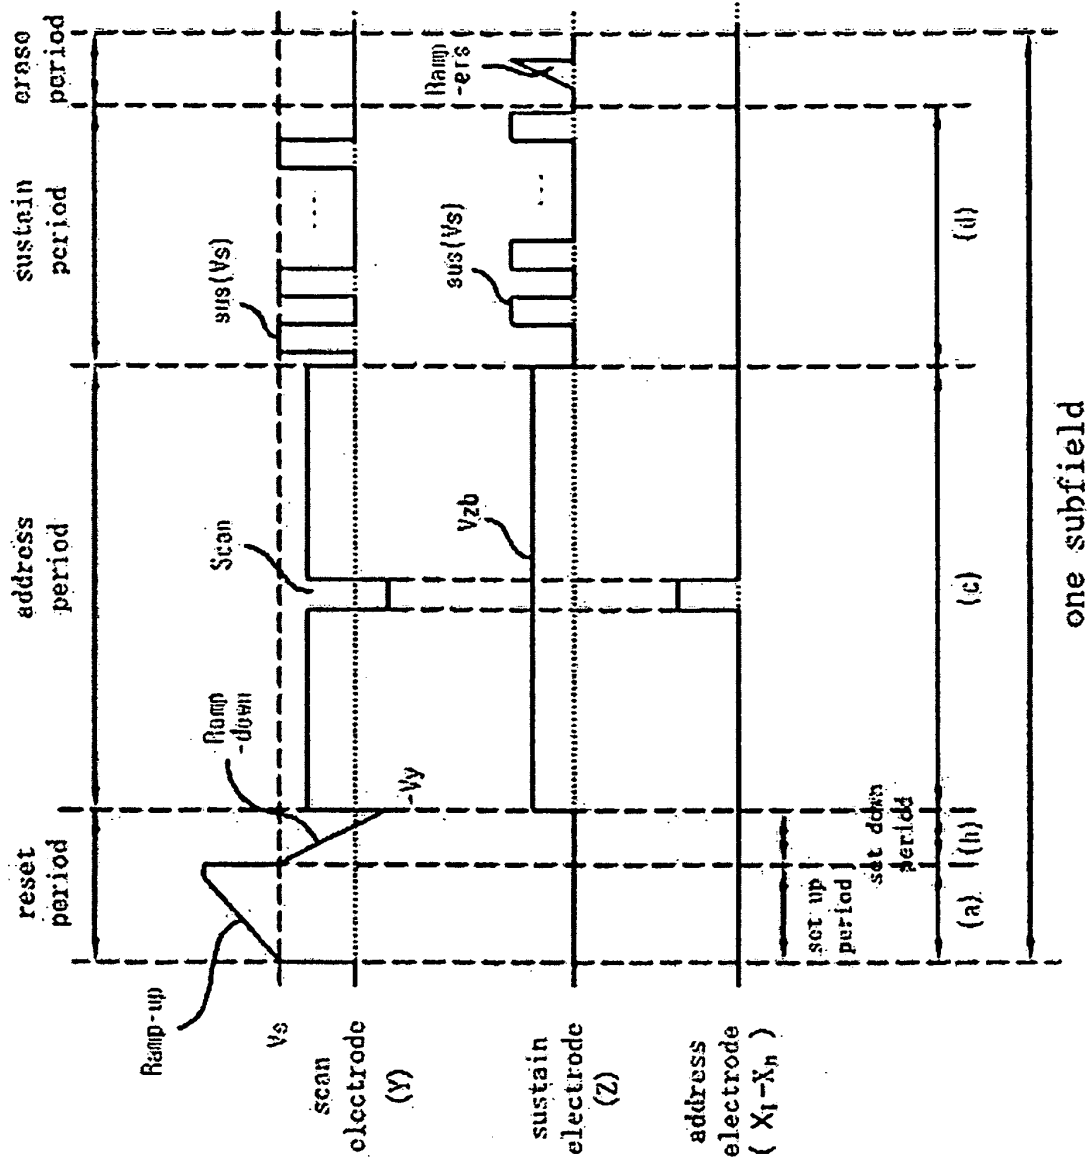 reset
period
address
period
sustain
period
erase
period
Ramp-up
Ramp
-down
Scan
sus(Vs)
Vs
scan
electrode
(Y)
-Vy
Vzb
sus(Vs)
Ramp
-ers
sustain
electrode
(Z)
address
electrode
( X1-Xn )
set up
period
set down
period
(a)
(b)
(c)
(d)
one subfield